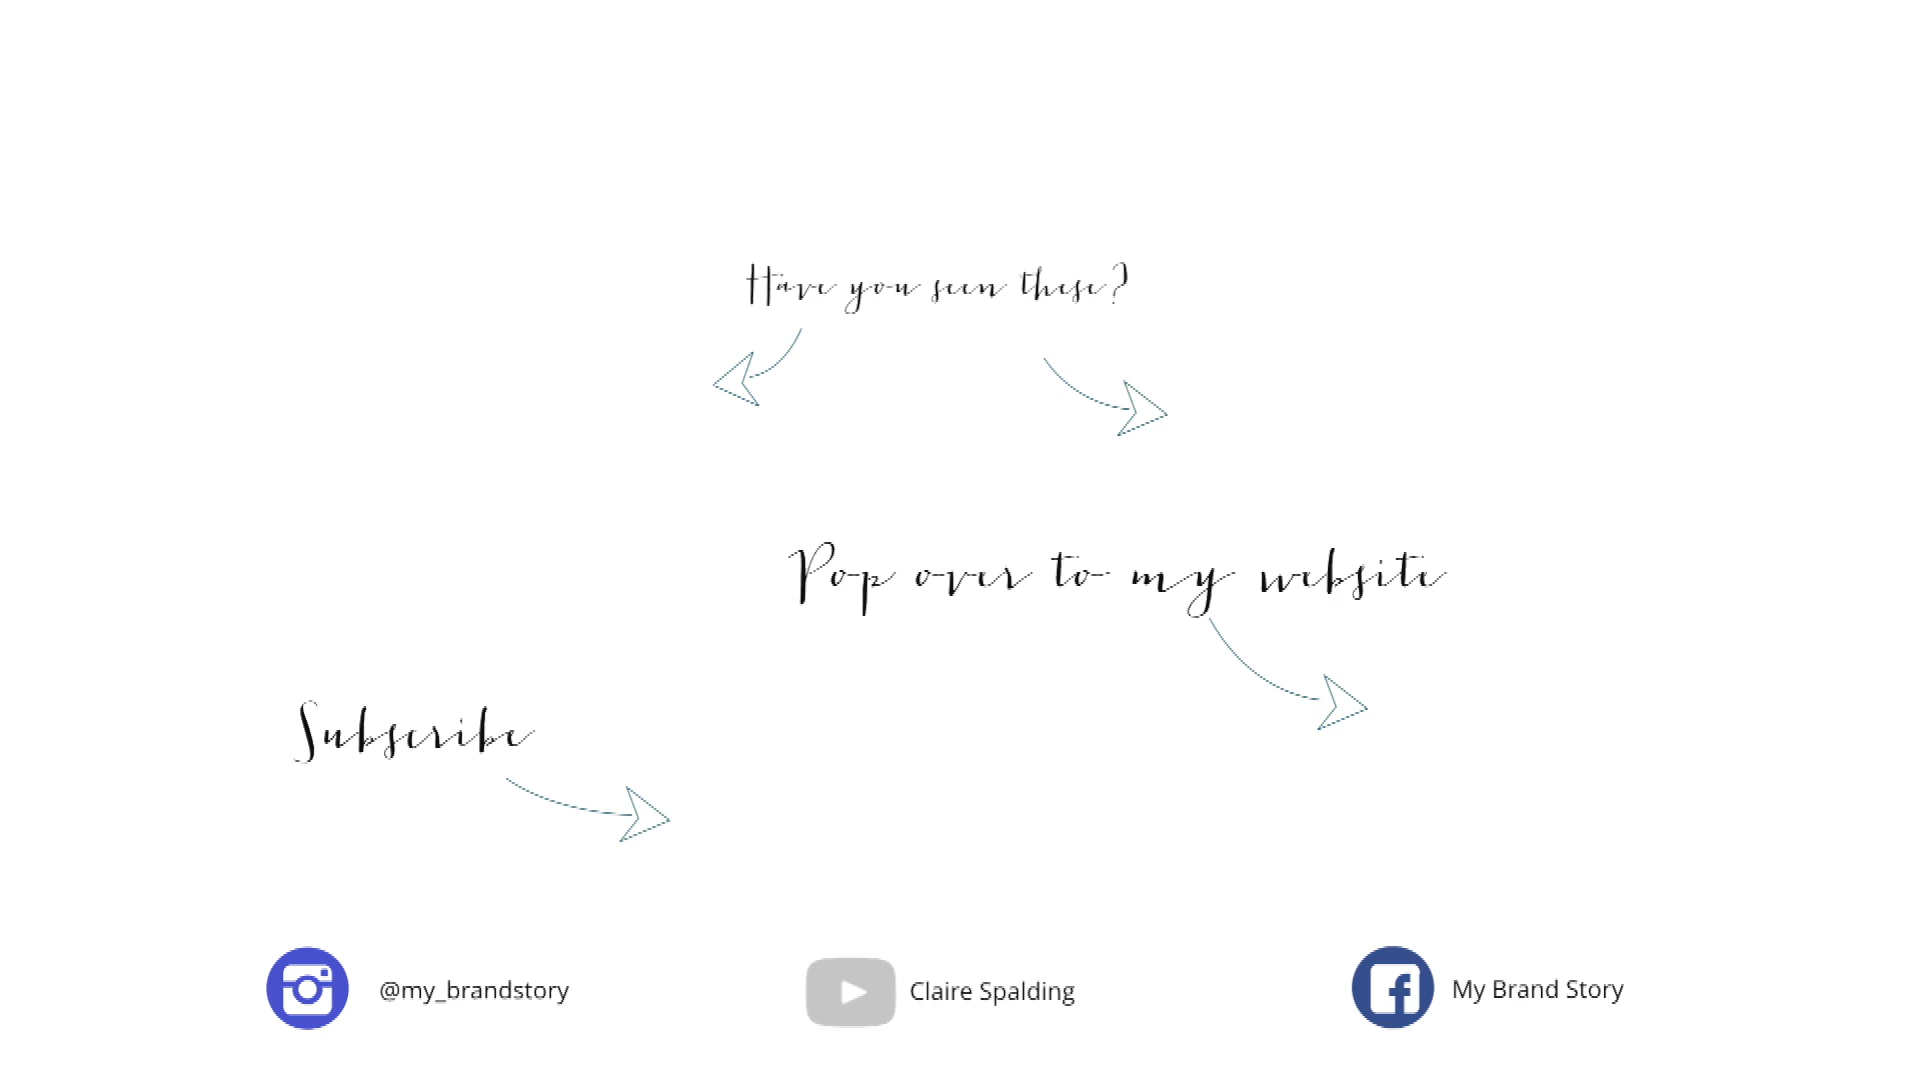 Have you seen these?
Pop over to my website
Subscribe
@my_brandstory
Claire Spalding
My Brand Story